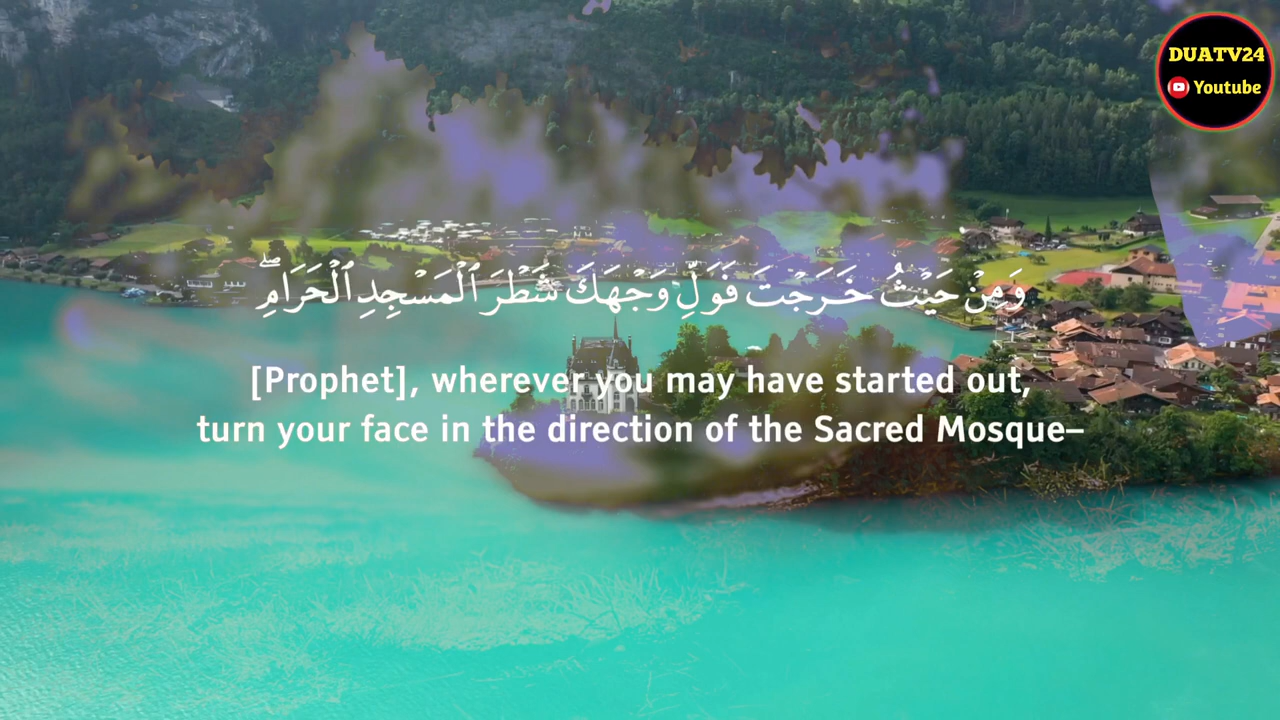 DUATV24
Youtube
وَمِنْ حَيْثُ خَرَجْتَ فَوَلِّ وَجْهَكَ شَطْرَ ٱلْمَسْجِدِ ٱلْحَرَامِ ۖ
[Prophet], wherever you may have started out,
turn your face in the direction of the Sacred Mosque–